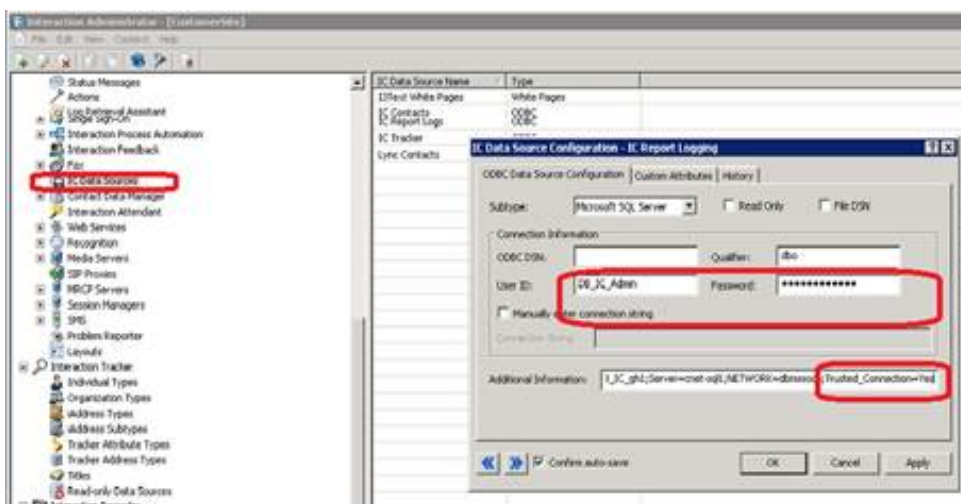 Interaction Administrator - [CustomerSite]
File Edit View Context Help
Status Messages
Actions
Log Retrieval Assistant
Single Sign-On
Interaction Process Automation
Interaction Feedback
Fax
IC Data Sources
Contact Data Manager
Interaction Attendant
Web Services
Recognition
Media Servers
SIP Proxies
MRCP Servers
Session Managers
SMS
Problem Reporter
Layouts
Interaction Tracker
Individual Types
Organization Types
Address Types
Address Subtypes
Tracker Attribute Types
Tracker Address Types
Titles
Read-only Data Sources
IC Data Source Name Type
White Pages White Pages
IC Contacts ODBC
IC Report Logs ODBC
IC Tracker
Lync Contacts
IC Data Source Configuration - IC Report Logging
ODBC Data Source Configuration Custom Attributes History
Subtype: Microsoft SQL Server Read Only File DSN
Connection Information
ODBC DSN: Qualifier: dbo
User ID: DB_IC_Admin Password: ************
Manually enter connection string
Connection String:
Additional Information: Trusted_Connection=Yes
Confirm auto-save OK Cancel Apply